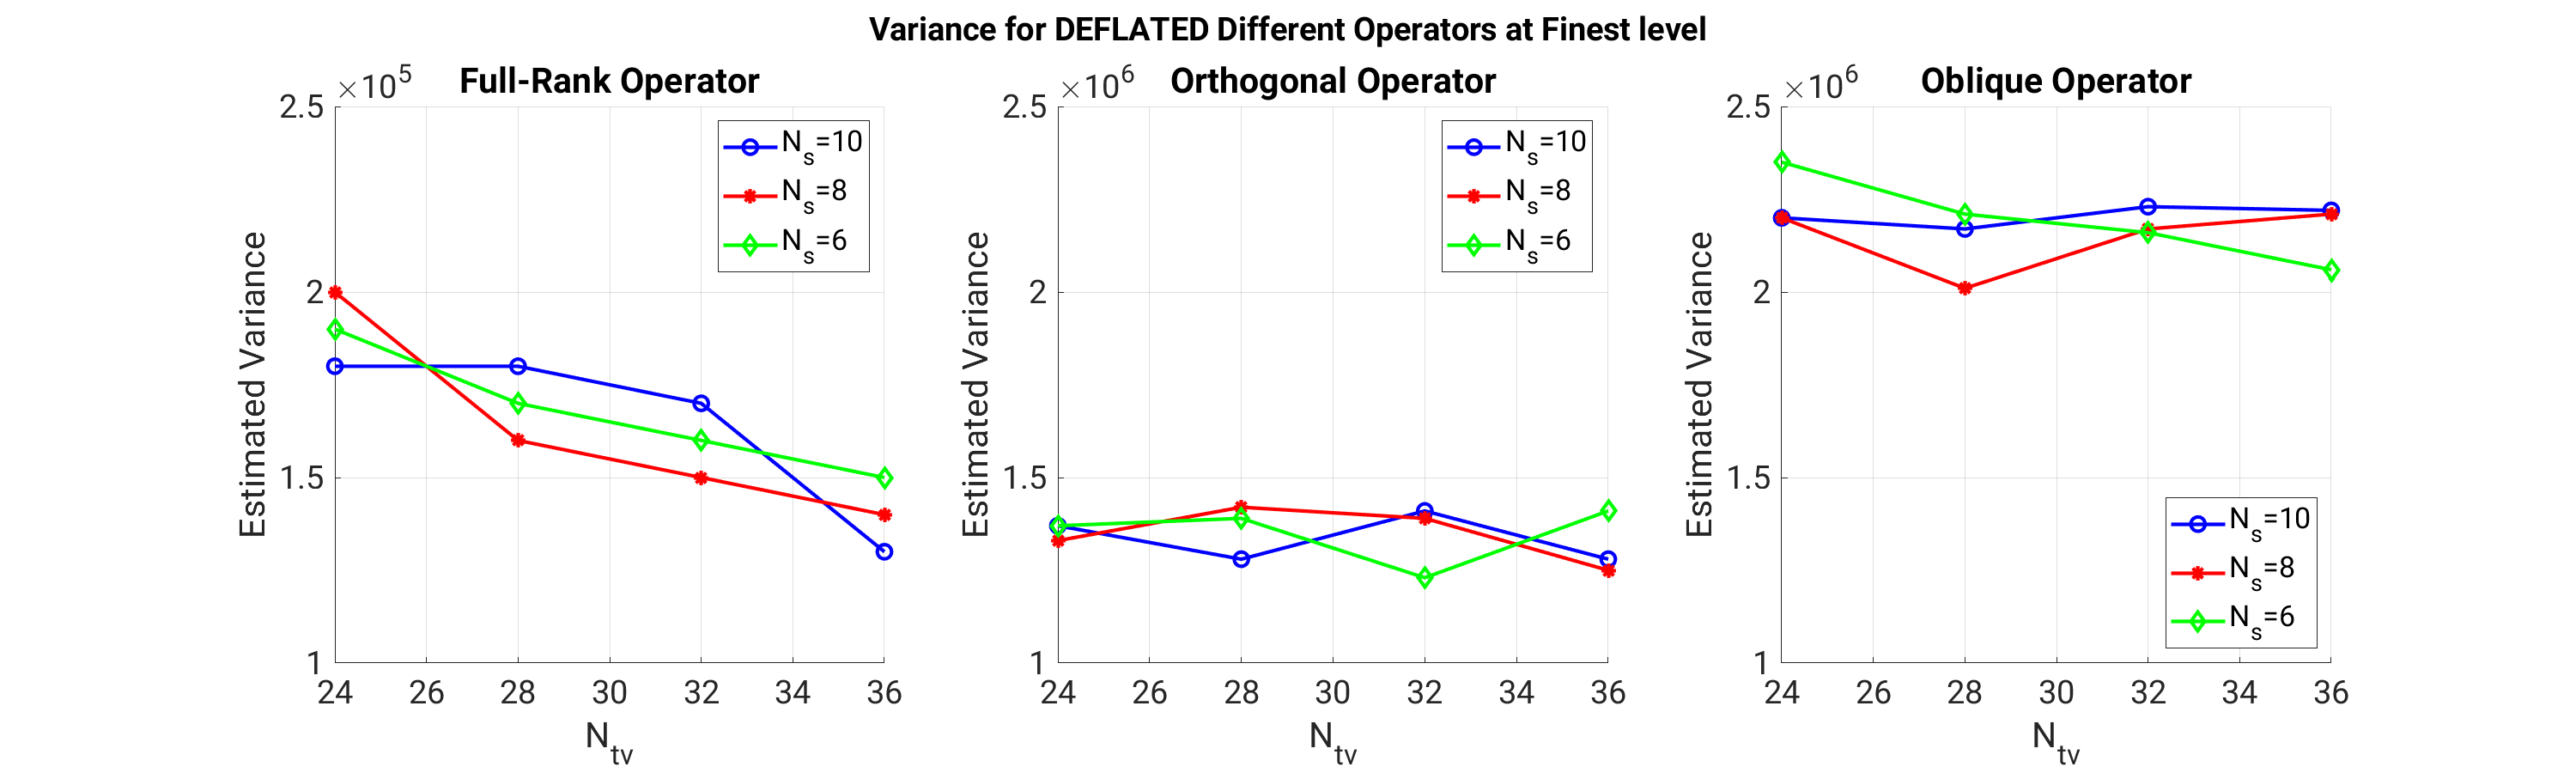 Variance for DEFLATED Different Operators at Finest level
Full-Rank Operator
×10^5
2.5
2
1.5
1
24 26 28 30 32 34 36
Estimated Variance
N_tv
N_s=10
N_s=8
N_s=6
Orthogonal Operator
×10^6
2.5
2
1.5
1
24 26 28 30 32 34 36
Estimated Variance
N_tv
N_s=10
N_s=8
N_s=6
Oblique Operator
×10^6
2.5
2
1.5
1
24 26 28 30 32 34 36
Estimated Variance
N_tv
N_s=10
N_s=8
N_s=6